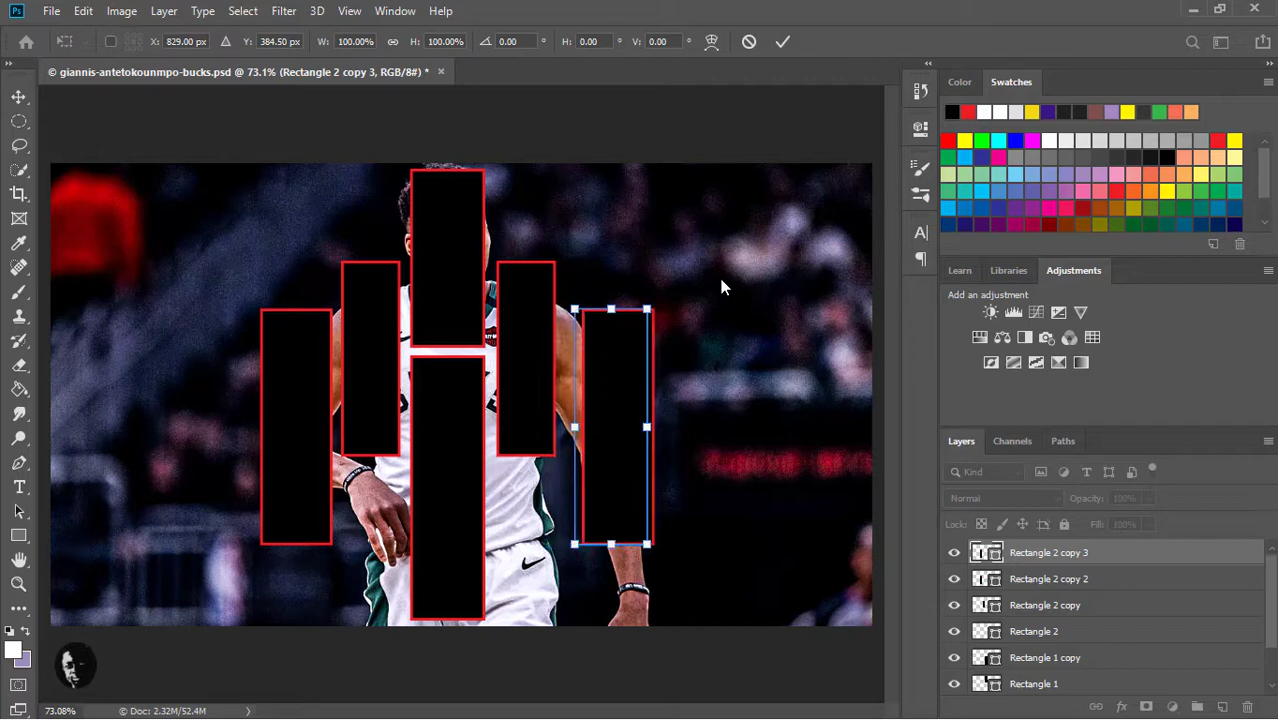 Ps File Edit Image Layer Type Select Filter 3D View Window Help
X: 829.00 px Y: 384.50 px W: 100.00% H: 100.00% 0.00 ° H: 0.00 ° V: 0.00 °
© giannis-antetokounmpo-bucks.psd @ 73.1% (Rectangle 2 copy 3, RGB/8#) * ×
Color Swatches
Learn Libraries Adjustments
Add an adjustment
Layers Channels Paths
Kind
Normal Opacity: 100%
Lock: Fill: 100%
Rectangle 2 copy 3
Rectangle 2 copy 2
Rectangle 2 copy
Rectangle 2
Rectangle 1 copy
Rectangle 1
73.08% © Doc: 2.32M/52.4M